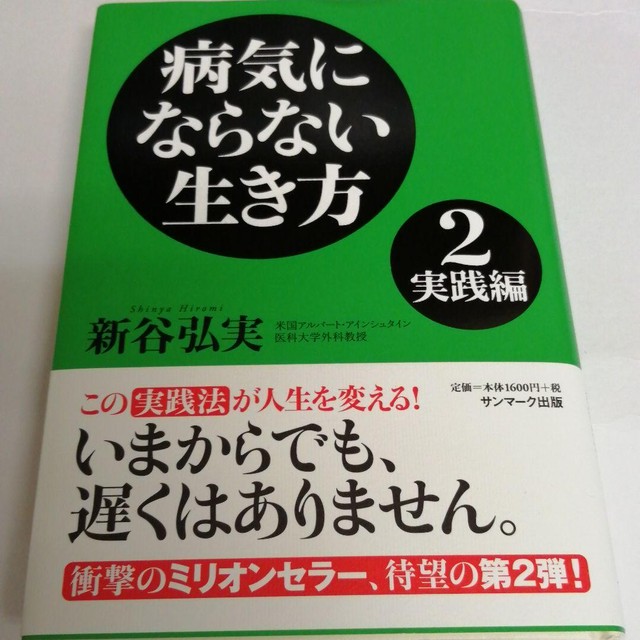 病気に
ならない
生き方
2
実践編
Shinya Hiromi
新谷弘実
米国アルバート・アインシュタイン
医科大学外科教授
この実践法が人生を変える!
定価=本体1600円+税
サンマーク出版
いまからでも、
遅くはありません。
衝撃のミリオンセラー、待望の第2弾!